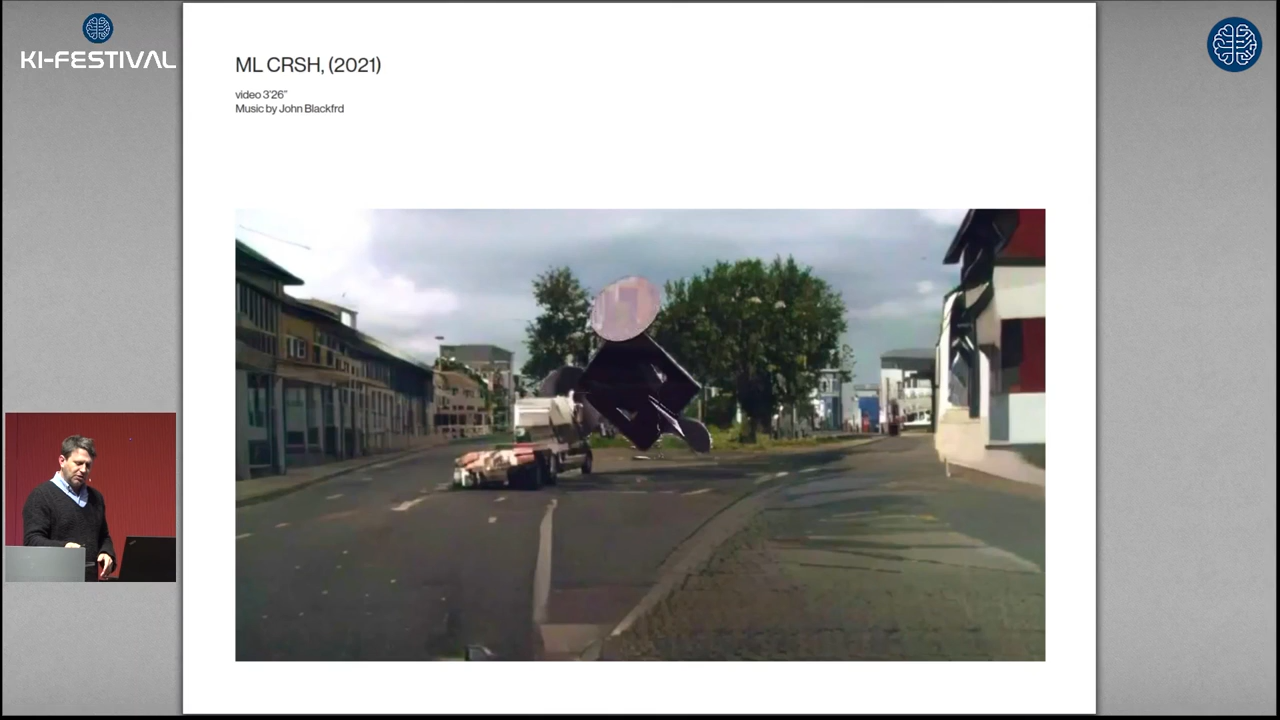 KI-FESTIVAL
ML CRSH, (2021)
video 3'26"
Music by John Blackfrd